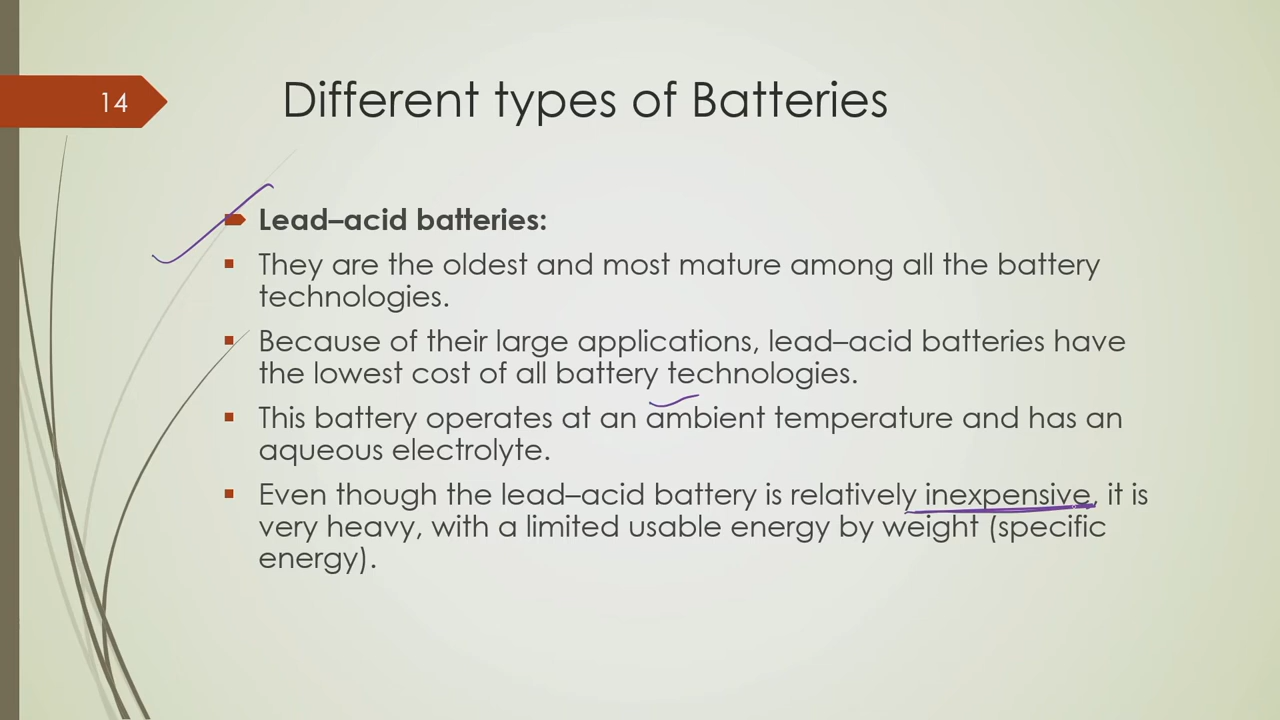 14
Different types of Batteries
Lead–acid batteries:
They are the oldest and most mature among all the battery
technologies.
Because of their large applications, lead–acid batteries have
the lowest cost of all battery technologies.
This battery operates at an ambient temperature and has an
aqueous electrolyte.
Even though the lead–acid battery is relatively inexpensive, it is
very heavy, with a limited usable energy by weight (specific
energy).